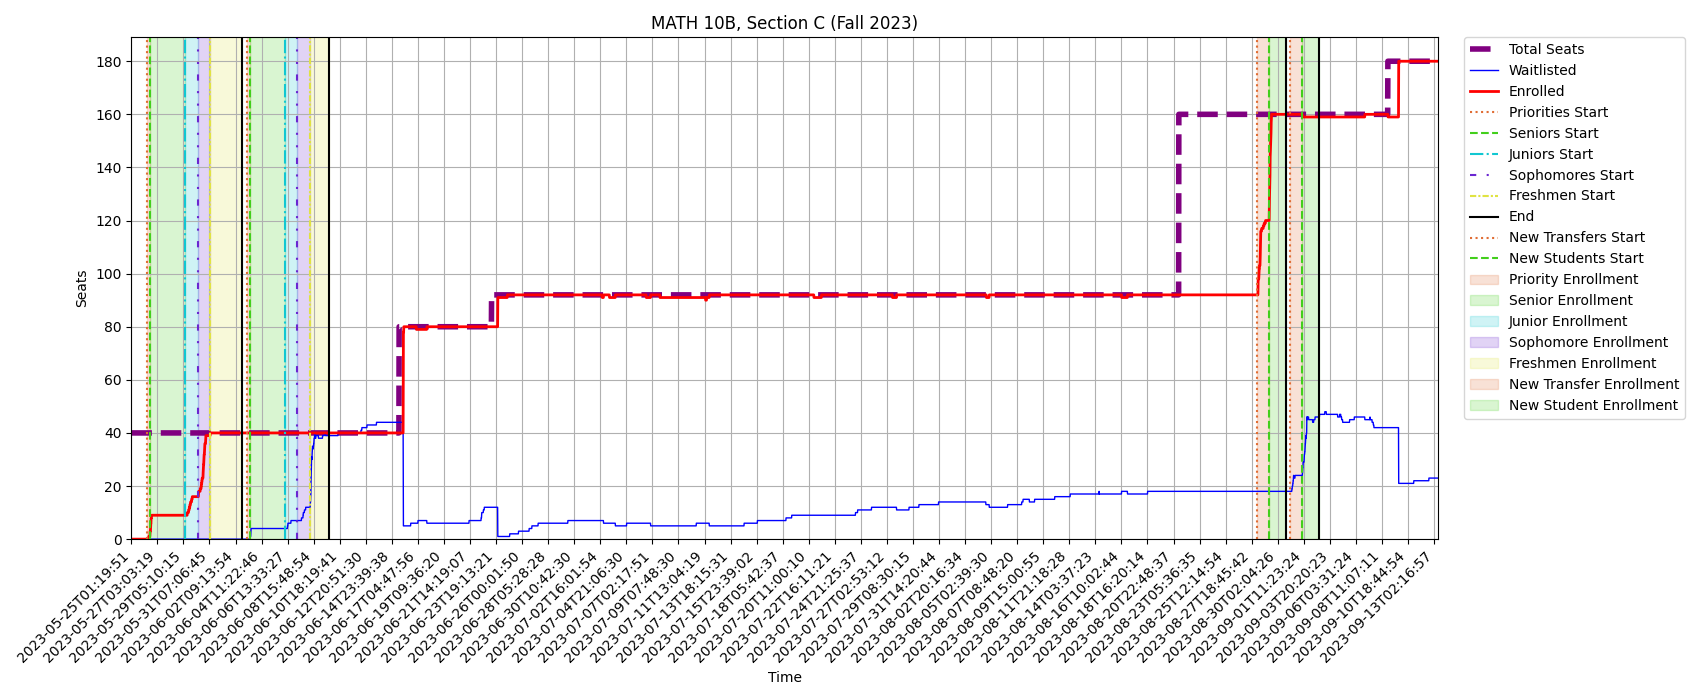 MATH 10B, Section C (Fall 2023)
Seats
180
160
140
120
100
80
60
40
20
0
2023-05-25T01:19:51
2023-05-27T03:03:19
2023-05-29T05:10:15
2023-05-31T07:06:45
2023-06-02T09:13:54
2023-06-04T11:22:46
2023-06-06T13:33:27
2023-06-08T15:48:54
2023-06-10T18:19:41
2023-06-12T20:51:30
2023-06-14T23:39:38
2023-06-17T04:47:56
2023-06-19T09:36:20
2023-06-21T14:19:07
2023-06-23T19:13:21
2023-06-26T00:01:50
2023-06-28T05:28:28
2023-06-30T10:42:30
2023-07-02T16:01:54
2023-07-04T21:06:30
2023-07-07T02:17:51
2023-07-09T07:48:30
2023-07-11T13:04:19
2023-07-13T18:15:31
2023-07-15T23:39:02
2023-07-18T05:42:37
2023-07-20T11:00:10
2023-07-22T16:11:21
2023-07-24T21:25:37
2023-07-27T02:53:12
2023-07-29T08:30:15
2023-07-31T14:20:44
2023-08-02T20:16:34
2023-08-05T02:39:30
2023-08-07T08:48:20
2023-08-09T15:00:55
2023-08-11T21:18:28
2023-08-14T03:37:23
2023-08-16T10:02:44
2023-08-18T16:20:14
2023-08-20T22:48:37
2023-08-23T05:36:35
2023-08-25T12:14:54
2023-08-27T18:45:42
2023-08-30T02:04:26
2023-09-01T11:23:24
2023-09-03T20:20:23
2023-09-06T03:31:24
2023-09-08T11:07:11
2023-09-10T18:44:54
2023-09-13T02:16:57
Time
Total Seats
Waitlisted
Enrolled
Priorities Start
Seniors Start
Juniors Start
Sophomores Start
Freshmen Start
End
New Transfers Start
New Students Start
Priority Enrollment
Senior Enrollment
Junior Enrollment
Sophomore Enrollment
Freshmen Enrollment
New Transfer Enrollment
New Student Enrollment